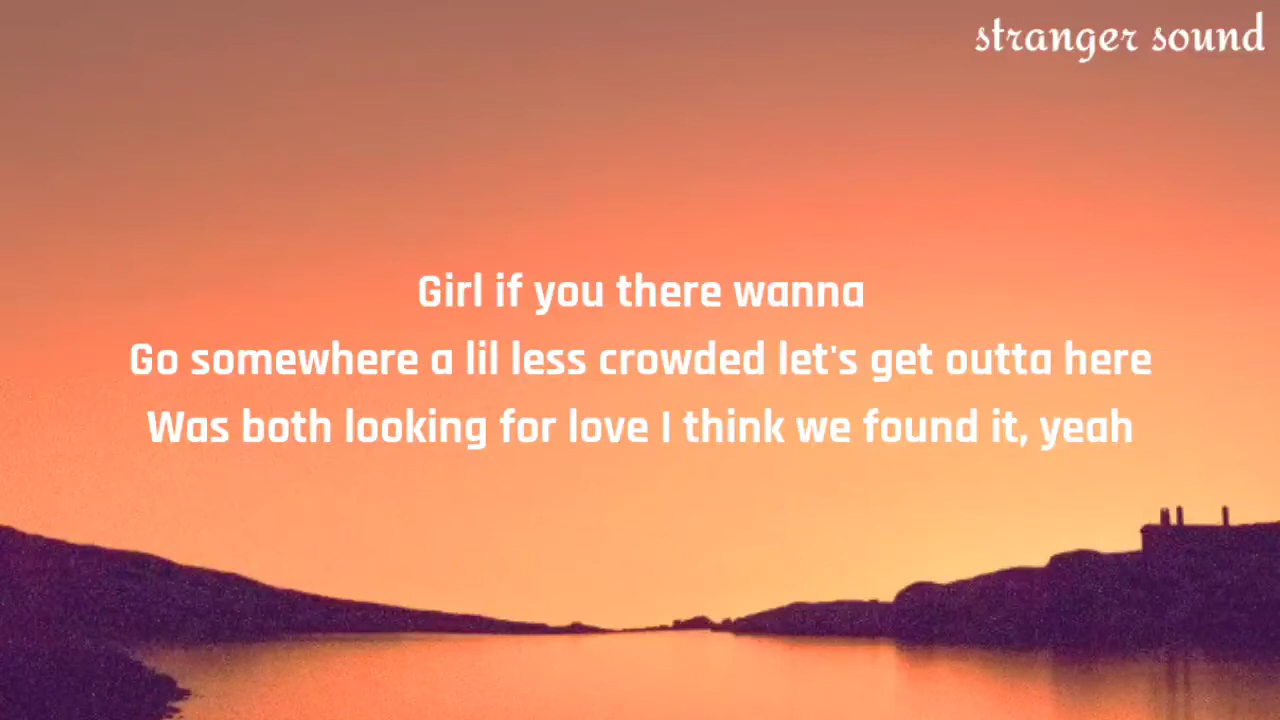 stranger sound
Girl if you there wanna
Go somewhere a lil less crowded let's get outta here
Was both looking for love I think we found it, yeah